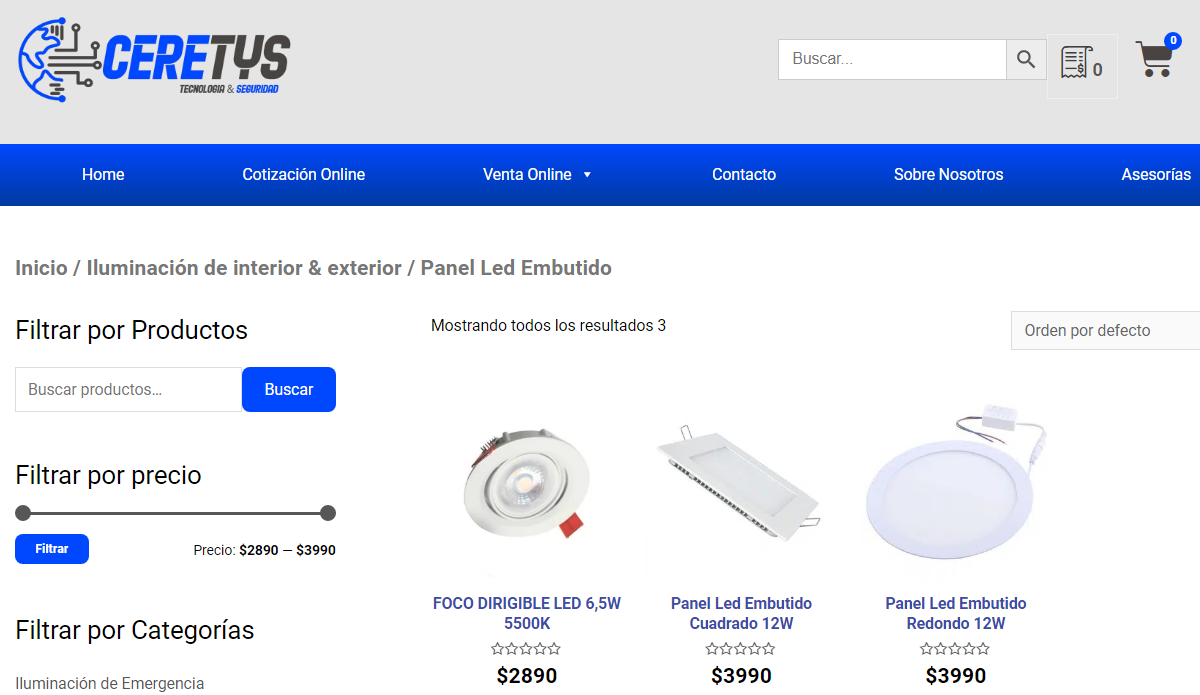 CERETYS
TECNOLOGIA & SEGURIDAD
Buscar...
0
0
Home
Cotización Online
Venta Online
Contacto
Sobre Nosotros
Asesorías
Inicio / Iluminación de interior & exterior / Panel Led Embutido
Filtrar por Productos
Buscar productos…
Buscar
Filtrar por precio
Filtrar
Precio: $2890 — $3990
Filtrar por Categorías
Iluminación de Emergencia
Mostrando todos los resultados 3
Orden por defecto
FOCO DIRIGIBLE LED 6,5W
5500K
$2890
Panel Led Embutido
Cuadrado 12W
$3990
Panel Led Embutido
Redondo 12W
$3990